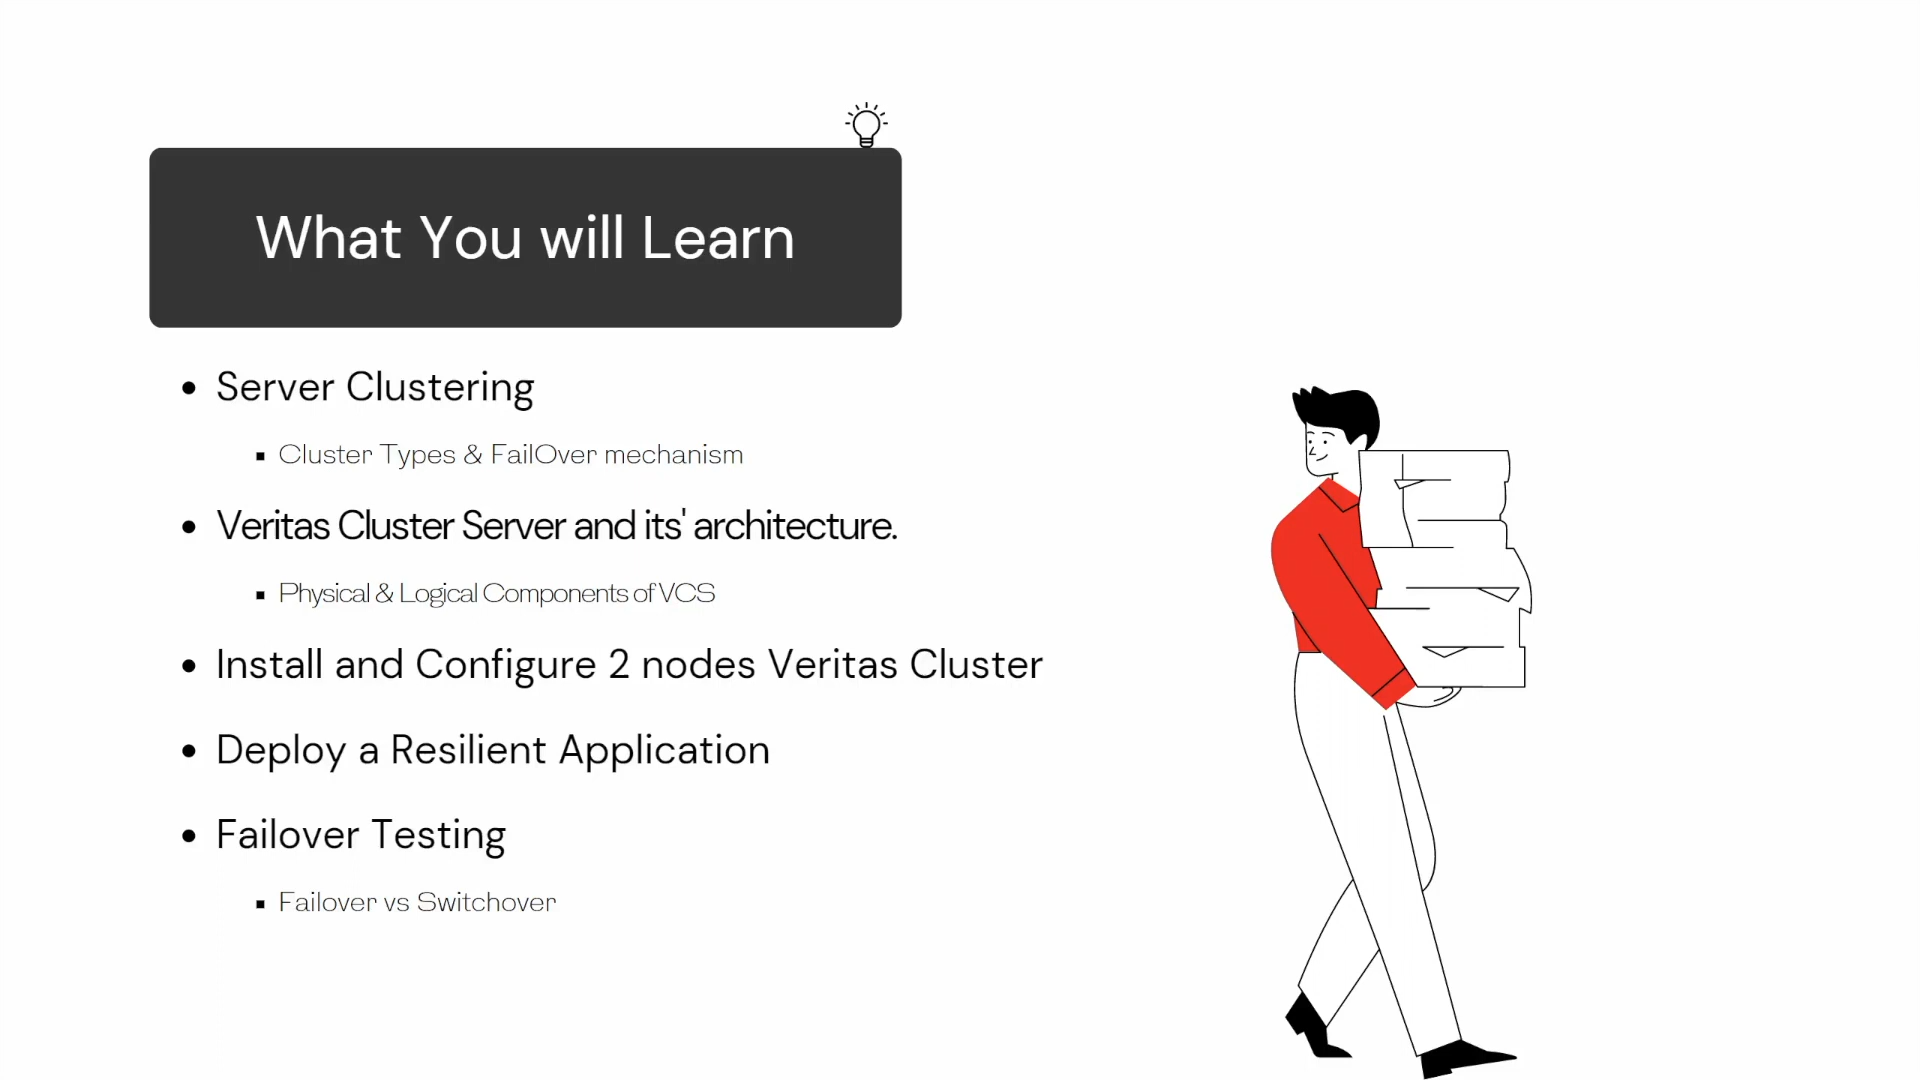 What You will Learn
• Server Clustering
▪ Cluster Types & FailOver mechanism
• Veritas Cluster Server and its' architecture.
▪ Physical & Logical Components of VCS
• Install and Configure 2 nodes Veritas Cluster
• Deploy a Resilient Application
• Failover Testing
▪ Failover vs Switchover